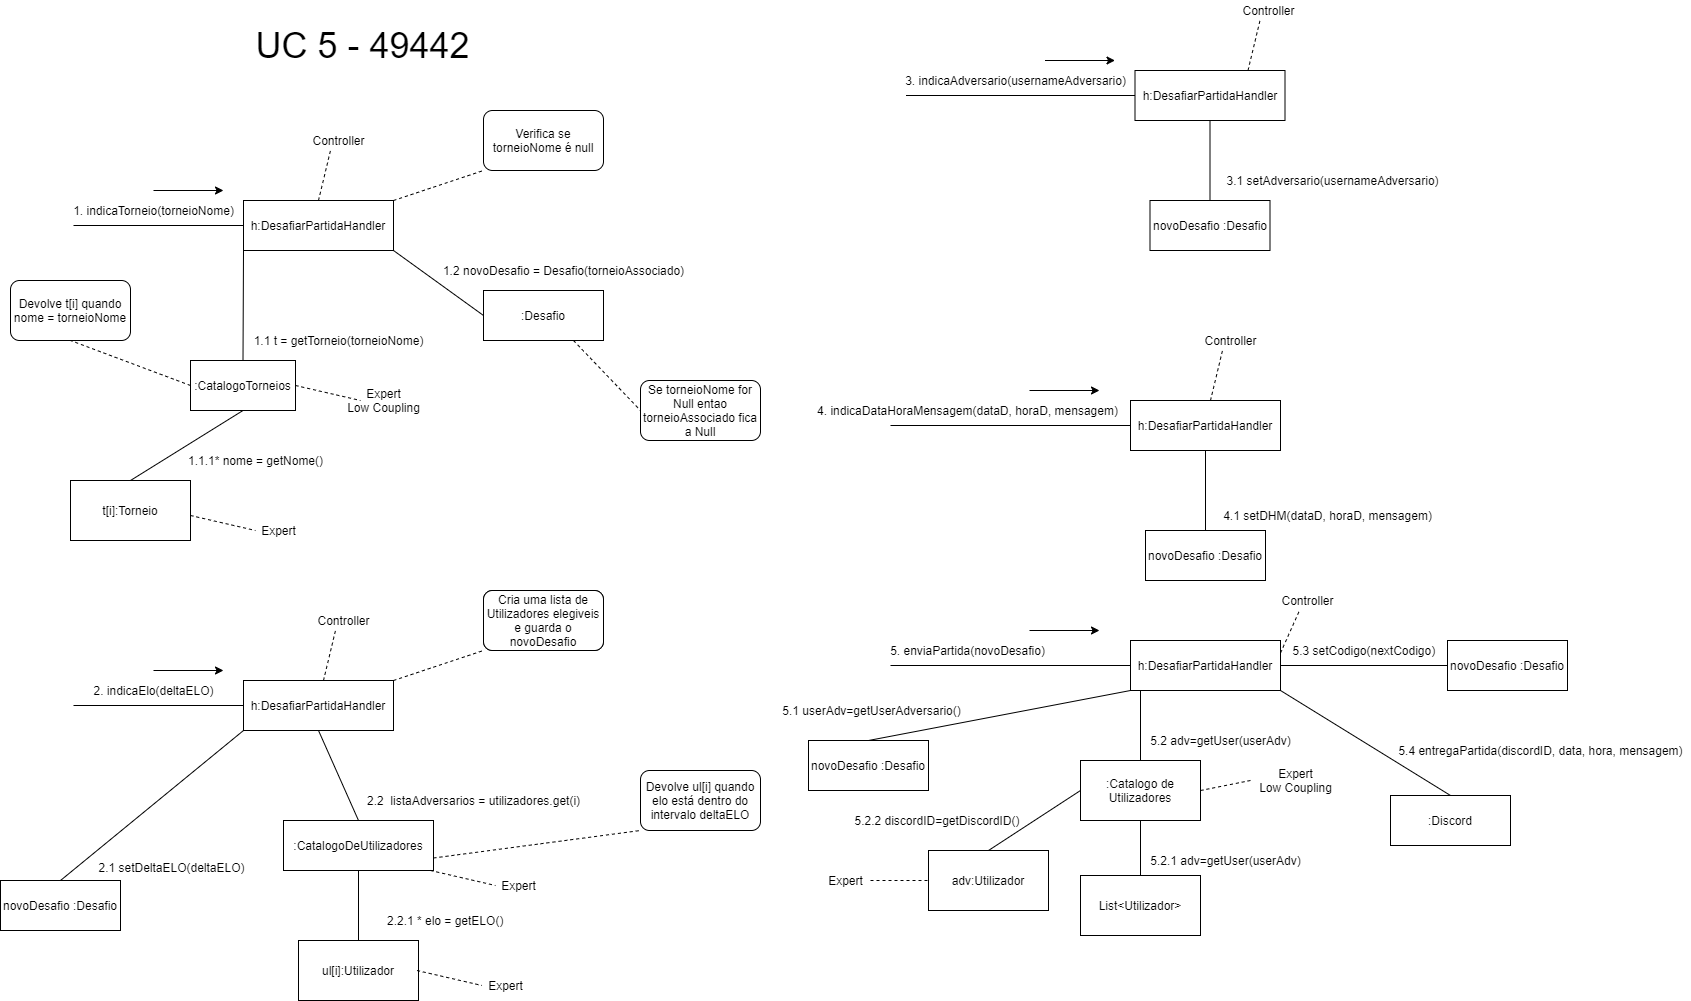 UC 5 - 49442
Controller
Verifica se
torneioNome é null
1. indicaTorneio(torneioNome)
h:DesafiarPartidaHandler
1.2 novoDesafio = Desafio(torneioAssociado)
:Desafio
Devolve t[i] quando
nome = torneioNome
1.1 t = getTorneio(torneioNome)
:CatalogoTorneios
Expert
Low Coupling
Se torneioNome for
Null entao
torneioAssociado fica
a Null
1.1.1* nome = getNome()
t[i]:Torneio
Expert
Controller
Cria uma lista de
Utilizadores elegiveis
e guarda o
novoDesafio
2. indicaElo(deltaELO)
h:DesafiarPartidaHandler
2.2 listaAdversarios = utilizadores.get(i)
Devolve ul[i] quando
elo está dentro do
intervalo deltaELO
:CatalogoDeUtilizadores
2.1 setDeltaELO(deltaELO)
Expert
novoDesafio :Desafio
2.2.1 * elo = getELO()
ul[i]:Utilizador
Expert
Controller
3. indicaAdversario(usernameAdversario)
h:DesafiarPartidaHandler
3.1 setAdversario(usernameAdversario)
novoDesafio :Desafio
Controller
4. indicaDataHoraMensagem(dataD, horaD, mensagem)
h:DesafiarPartidaHandler
4.1 setDHM(dataD, horaD, mensagem)
novoDesafio :Desafio
Controller
5. enviaPartida(novoDesafio)
h:DesafiarPartidaHandler
5.3 setCodigo(nextCodigo)
novoDesafio :Desafio
5.1 userAdv=getUserAdversario()
novoDesafio :Desafio
5.2 adv=getUser(userAdv)
5.4 entregaPartida(discordID, data, hora, mensagem)
:Catalogo de
Utilizadores
Expert
Low Coupling
:Discord
5.2.2 discordID=getDiscordID()
5.2.1 adv=getUser(userAdv)
Expert
adv:Utilizador
List<Utilizador>